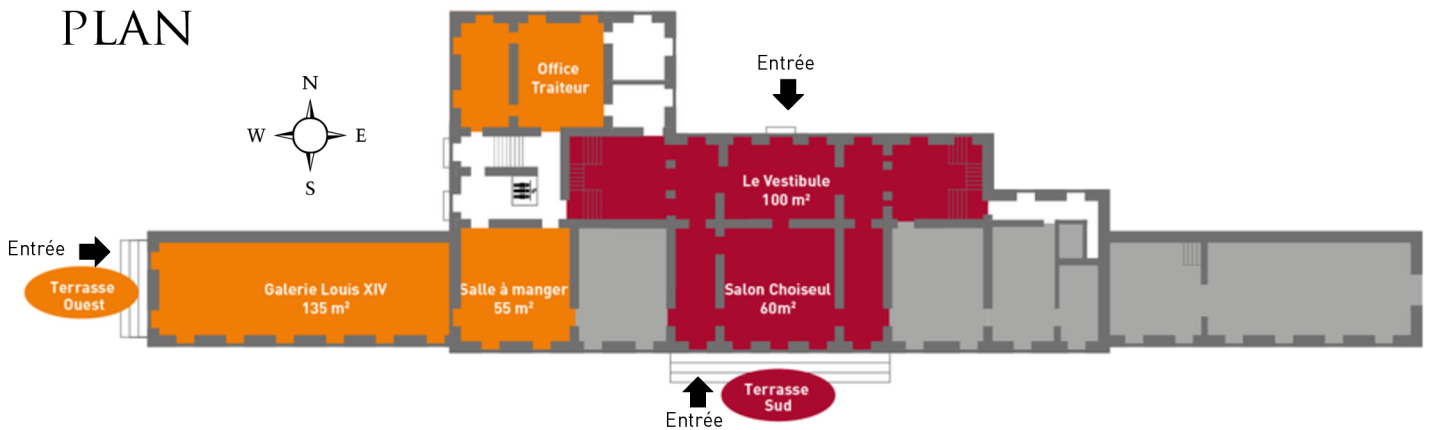 PLAN
N
W
E
S
Office
Traiteur
Entrée
Le Vestibule
100 m²
Entrée
Terrasse
Ouest
Galerie Louis XIV
135 m²
Salle à manger
55 m²
Salon Choiseul
60m²
Terrasse
Sud
Entrée